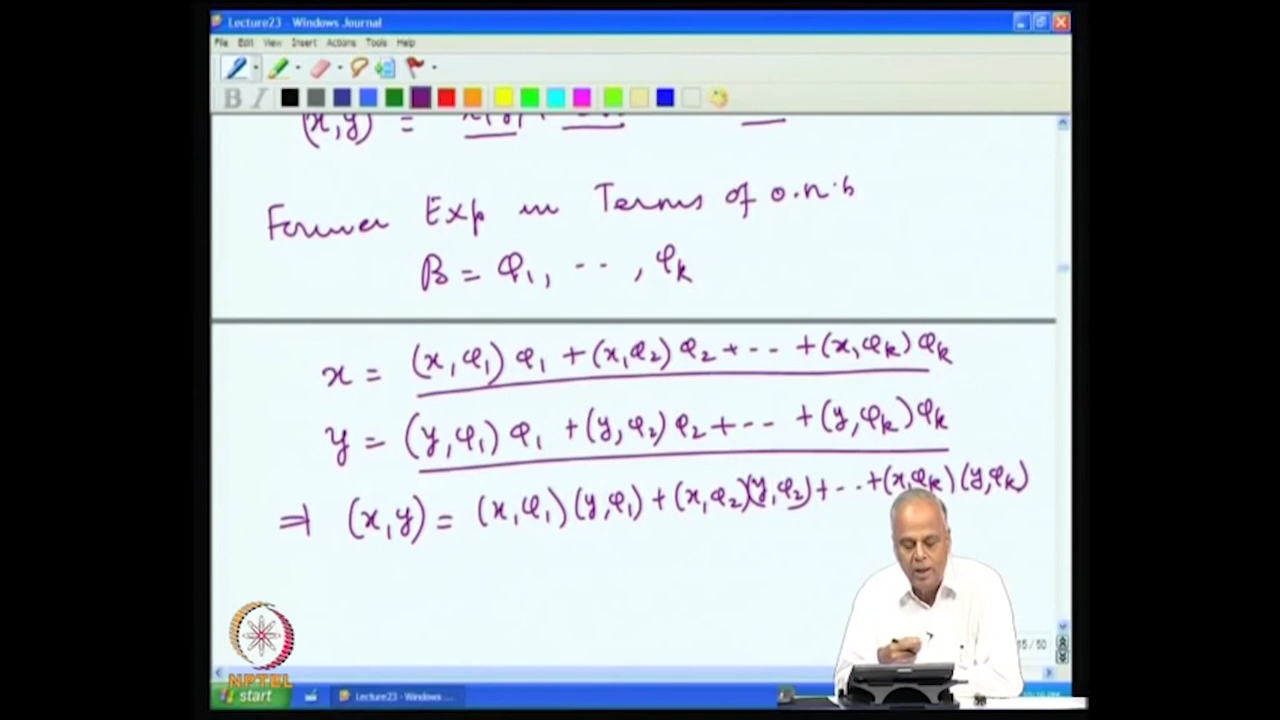 Lecture23 - Windows Journal
File Edit View Insert Actions Tools Help
B I
(x,y) =
Fourier Exp in Terms of o.n.b
B = φ1, -- , φk
x = (x,φ1) φ1 + (x,φ2) φ2 + -- + (x,φk) φk
y = (y,φ1) φ1 + (y,φ2) φ2 + -- + (y,φk) φk
⇒ (x,y) = (x,φ1)(y,φ1) + (x,φ2)(y,φ2) + -- + (x,φk)(y,φk)
15 / 50
NPTEL
start Lecture23 - Windows ...